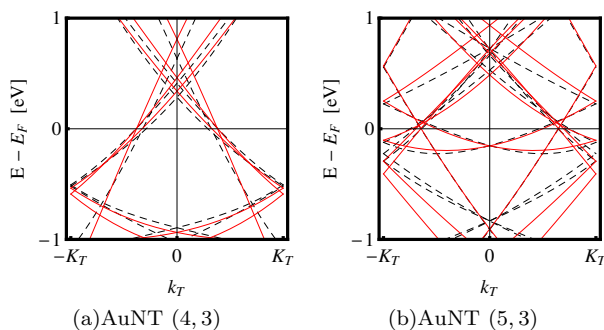 1
0
−1
E − E_F [eV]
−K_T
0
K_T
k_T
(a)AuNT (4, 3)
1
0
−1
E − E_F [eV]
−K_T
0
K_T
k_T
(b)AuNT (5, 3)